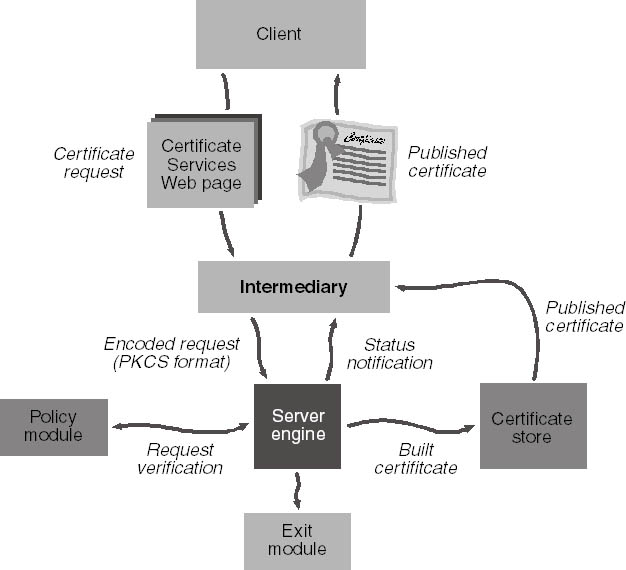 Client
Certificate
Services
Web page
Certificate
request
Certificate
Published
certificate
Intermediary
Published
certificate
Encoded request
(PKCS format)
Status
notification
Policy
module
Request
verification
Server
engine
Built
certifitcate
Certificate
store
Exit
module